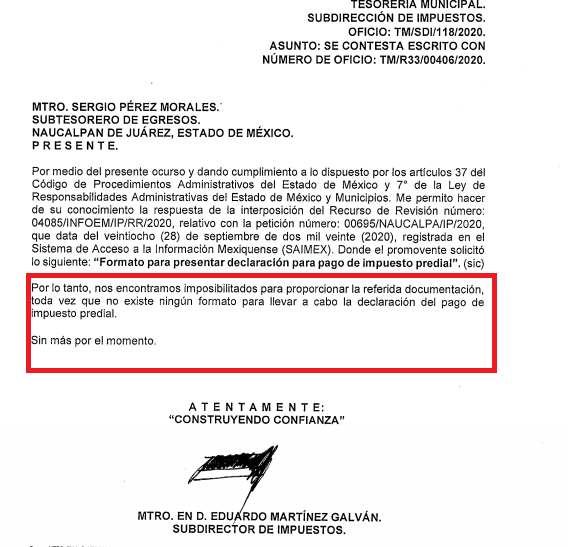 TESORERÍA MUNICIPAL.
SUBDIRECCIÓN DE IMPUESTOS.
OFICIO: TM/SDI/118/2020.
ASUNTO: SE CONTESTA ESCRITO CON
NÚMERO DE OFICIO: TM/R33/00406/2020.
MTRO. SERGIO PÉREZ MORALES.
SUBTESORERO DE EGRESOS.
NAUCALPAN DE JUÁREZ, ESTADO DE MÉXICO.
P R E S E N T E.
Por medio del presente ocurso y dando cumplimiento a lo dispuesto por los artículos 37 del
Código de Procedimientos Administrativos del Estado de México y 7° de la Ley de
Responsabilidades Administrativas del Estado de México y Municipios. Me permito hacer
de su conocimiento la respuesta de la interposición del Recurso de Revisión número:
04085/INFOEM/IP/RR/2020, relativo con la petición número: 00695/NAUCALPA/IP/2020,
que data del veintiocho (28) de septiembre de dos mil veinte (2020), registrada en el
Sistema de Acceso a la Información Mexiquense (SAIMEX). Donde el promovente solicitó
lo siguiente: “Formato para presentar declaración para pago de impuesto predial”. (sic)
Por lo tanto, nos encontramos imposibilitados para proporcionar la referida documentación,
toda vez que no existe ningún formato para llevar a cabo la declaración del pago de
impuesto predial.
Sin más por el momento.
A T E N T A M E N T E:
“CONSTRUYENDO CONFIANZA”
MTRO. EN D. EDUARDO MARTÍNEZ GALVÁN.
SUBDIRECTOR DE IMPUESTOS.